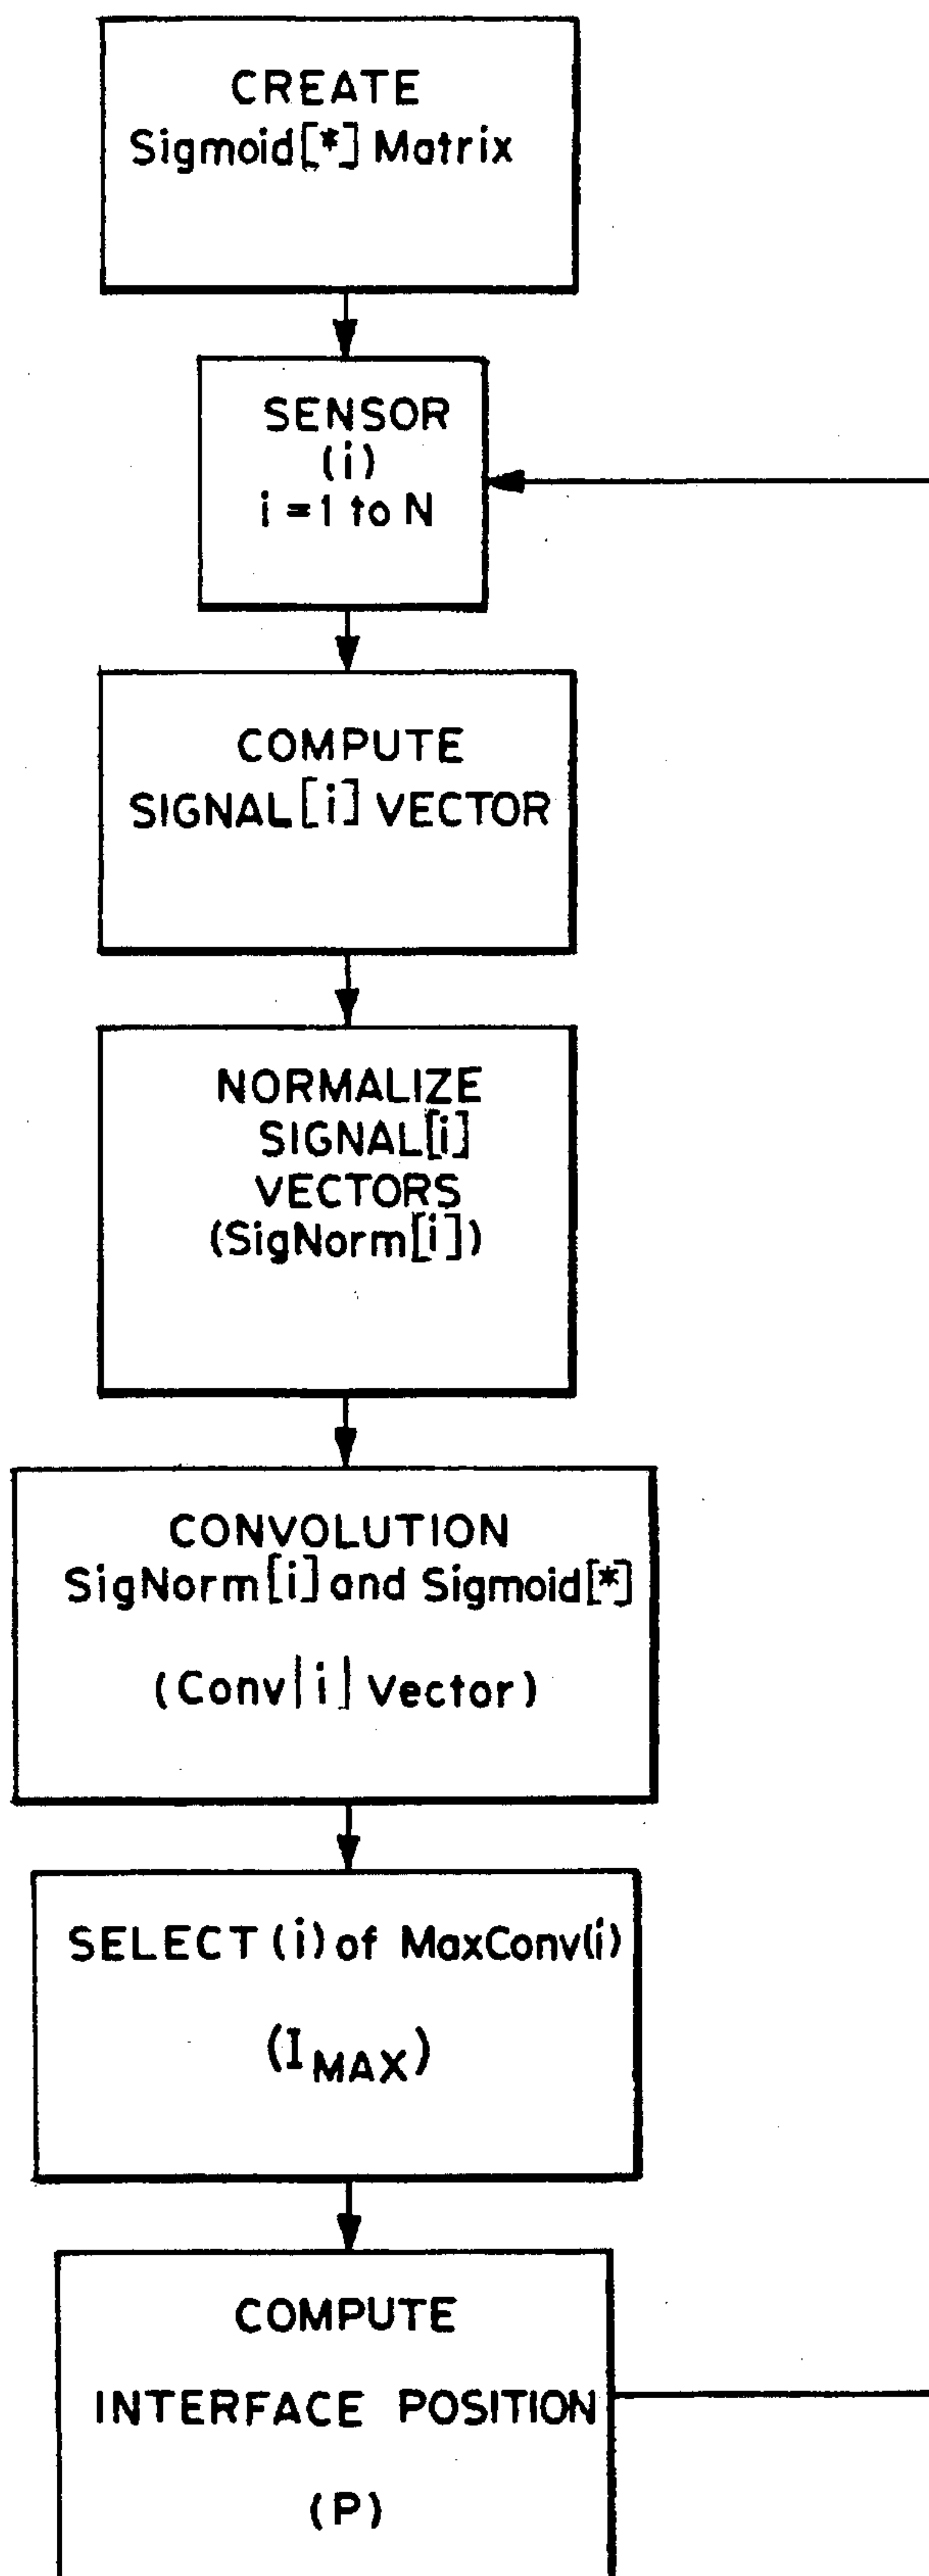 CREATE
Sigmoid[*] Matrix
SENSOR
(i)
i = 1 to N
COMPUTE
SIGNAL[i] VECTOR
NORMALIZE
SIGNAL[i]
VECTORS
(SigNorm[i])
CONVOLUTION
SigNorm[i] and Sigmoid[*]
(Conv|i| Vector)
SELECT (i) of MaxConv(i)
(IMAX)
COMPUTE
INTERFACE POSITION
(P)